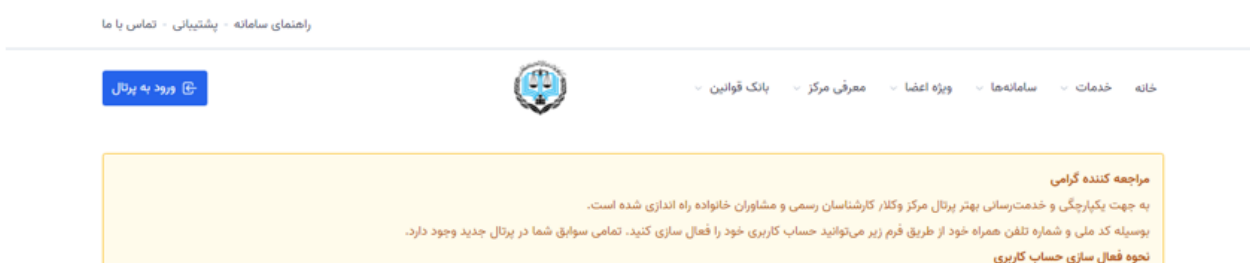 راهنمای سامانه - پشتیبانی - تماس با ما
خانه خدمات سامانه‌ها ویژه اعضا معرفی مرکز بانک قوانین
ورود به پرتال
مراجعه کننده گرامی
به جهت یکپارچگی و خدمت‌رسانی بهتر پرتال مرکز وکلا، کارشناسان رسمی و مشاوران خانواده راه اندازی شده است.
بوسیله کد ملی و شماره تلفن همراه خود از طریق فرم زیر می‌توانید حساب کاربری خود را فعال سازی کنید. تمامی سوابق شما در پرتال جدید وجود دارد.
نحوه فعال سازی حساب کاربری